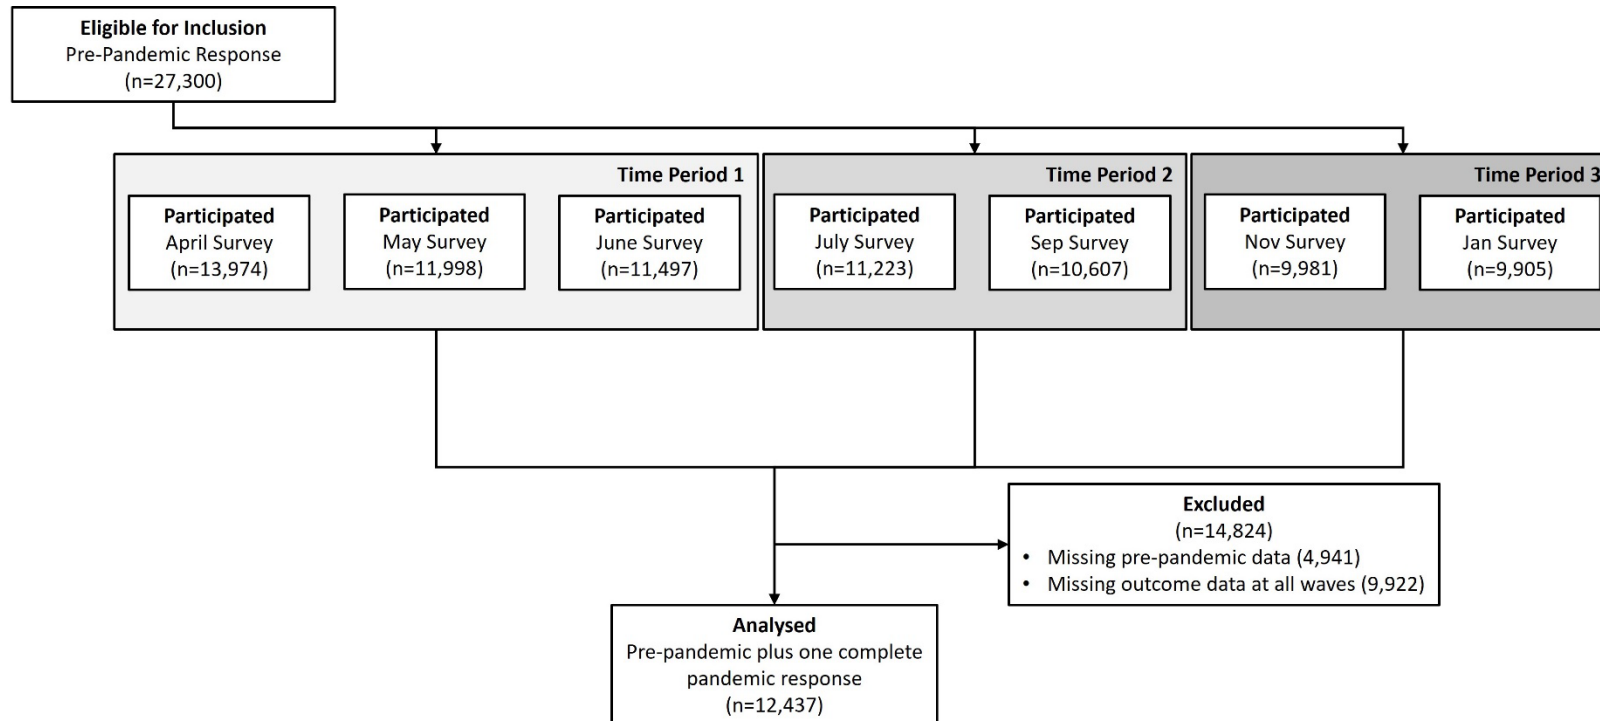 Eligible for Inclusion
Pre-Pandemic Response
(n=27,300)
Time Period 1
Participated
April Survey
(n=13,974)
Participated
May Survey
(n=11,998)
Participated
June Survey
(n=11,497)
Time Period 2
Participated
July Survey
(n=11,223)
Participated
Sep Survey
(n=10,607)
Time Period 3
Participated
Nov Survey
(n=9,981)
Participated
Jan Survey
(n=9,905)
Excluded
(n=14,824)
• Missing pre-pandemic data (4,941)
• Missing outcome data at all waves (9,922)
Analysed
Pre-pandemic plus one complete
pandemic response
(n=12,437)